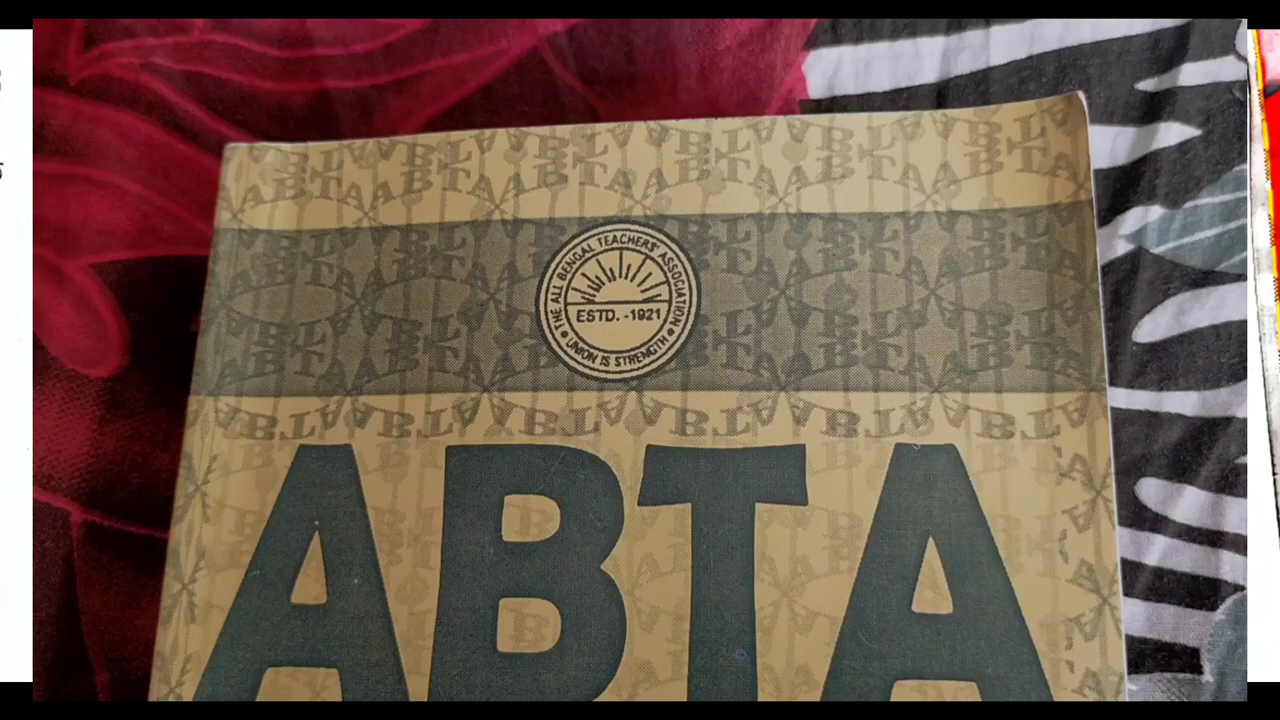 THE ALL BENGAL TEACHERS' ASSOCIATION
ESTD. -1921
UNION IS STRENGTH
ABTA